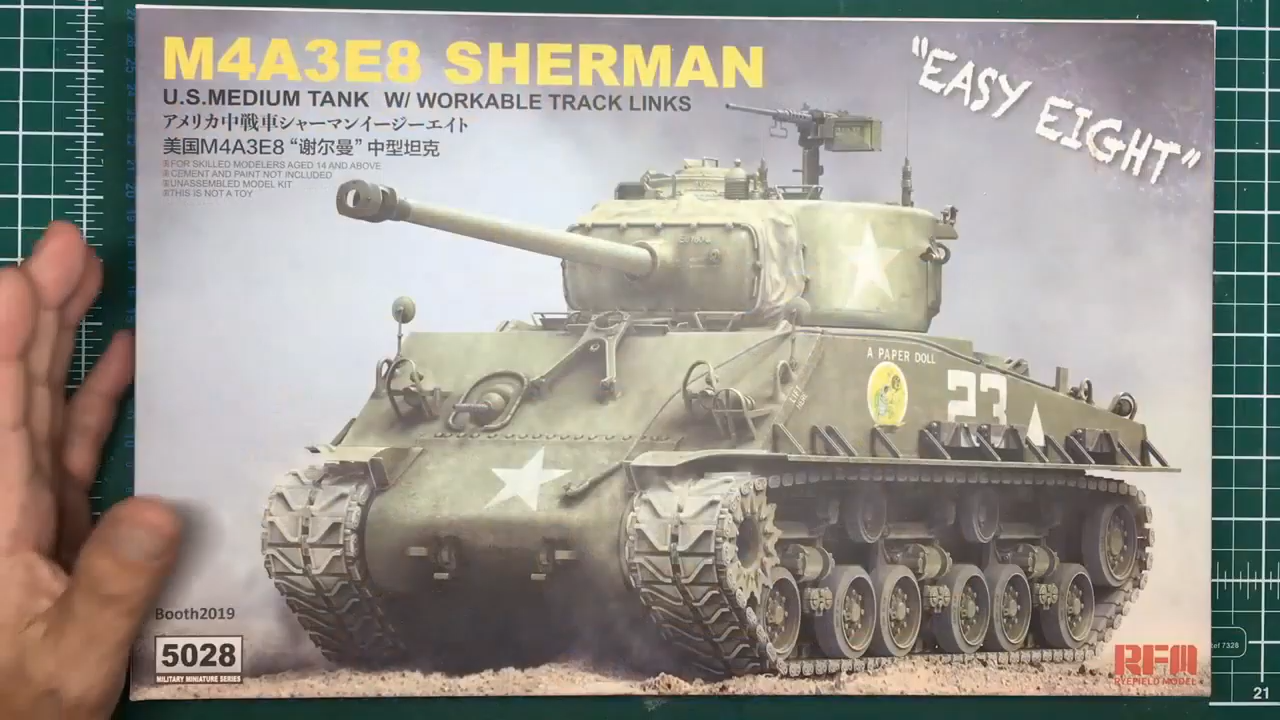 M4A3E8 SHERMAN
U.S.MEDIUM TANK W/ WORKABLE TRACK LINKS
アメリカ中戦車シャーマンイージーエイト
美国M4A3E8 “谢尔曼” 中型坦克
※FOR SKILLED MODELERS AGED 14 AND ABOVE
※CEMENT AND PAINT NOT INCLUDED
※UNASSEMBLED MODEL KIT
※THIS IS NOT A TOY
"EASY EIGHT"
A PAPER DOLL
23
Booth2019
5028
MILITARY MINIATURE SERIES
RFM
RYEFIELD MODEL
21